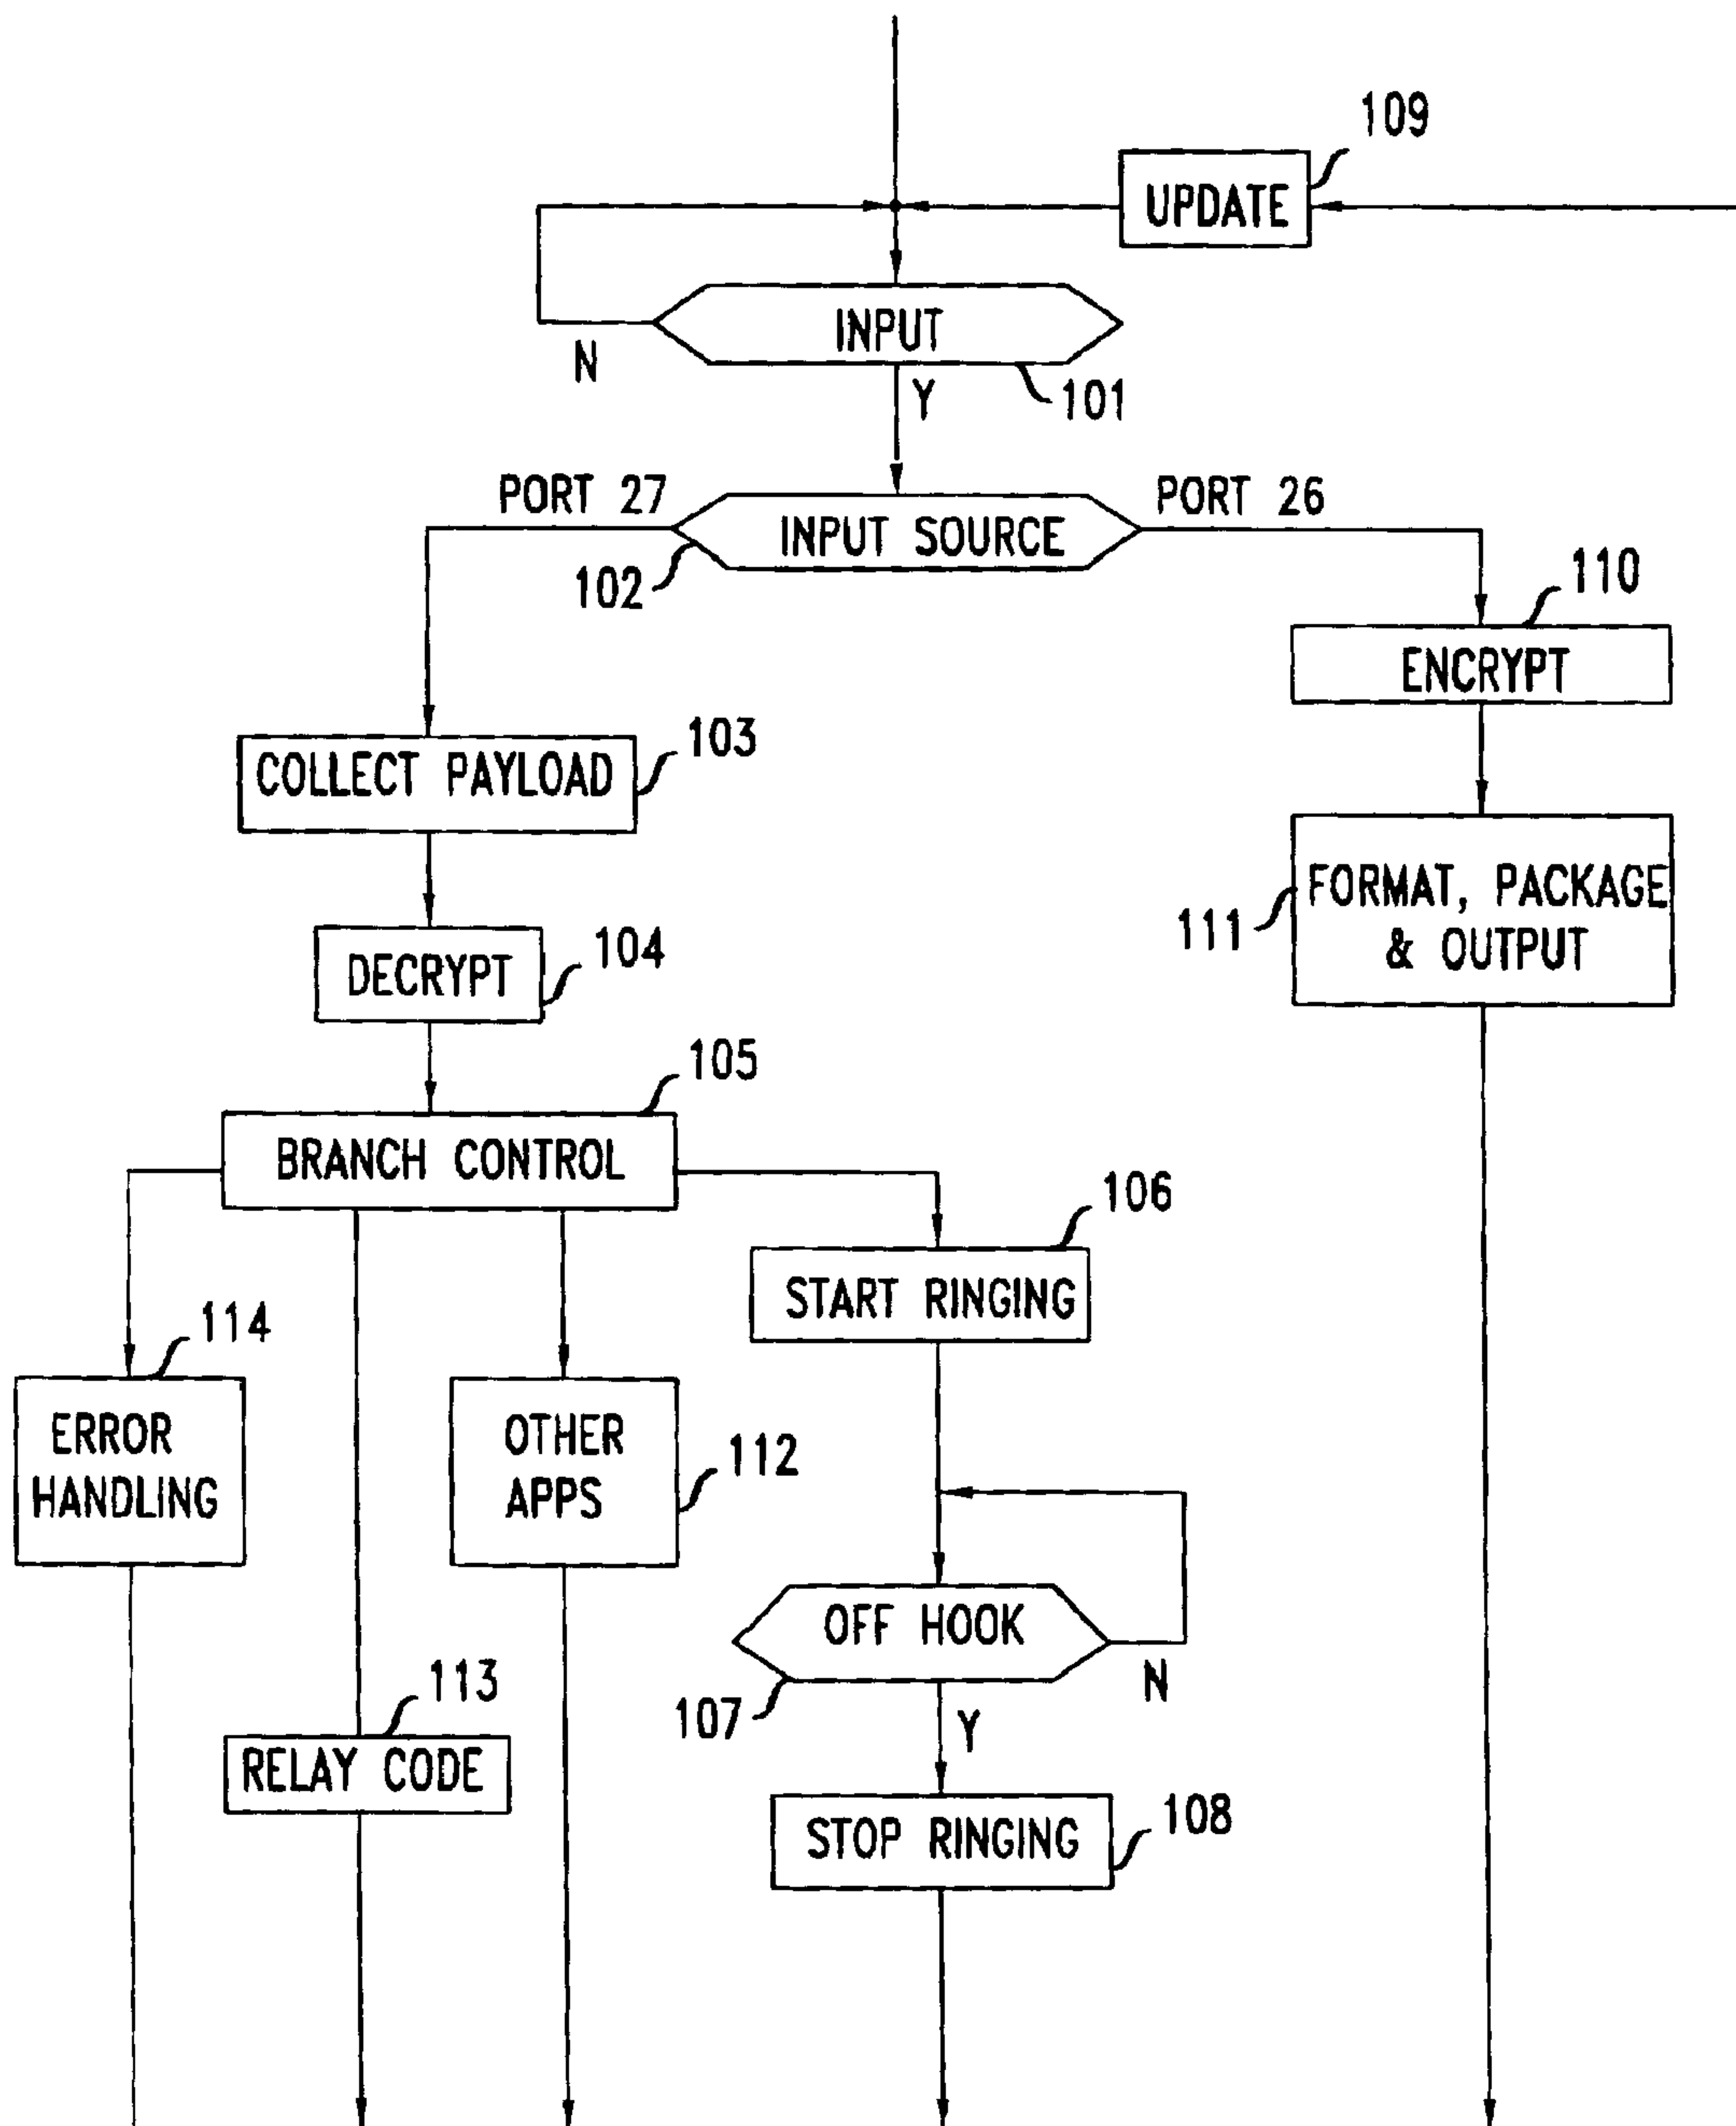 109
UPDATE
INPUT
N
Y
101
PORT 27
INPUT SOURCE
PORT 26
102
110
ENCRYPT
COLLECT PAYLOAD
103
FORMAT, PACKAGE
& OUTPUT
111
DECRYPT
104
105
BRANCH CONTROL
106
START RINGING
114
ERROR
HANDLING
OTHER
APPS
112
OFF HOOK
N
107
Y
113
RELAY CODE
STOP RINGING
108